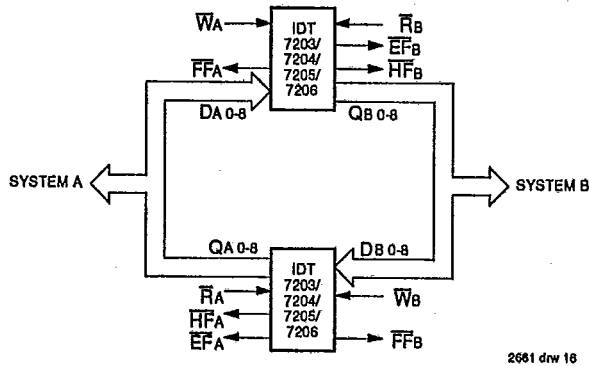 W̅A
IDT
7203/
7204/
7205/
7206
R̅B
E̅F̅B
H̅F̅B
F̅F̅A
DA 0-8
QB 0-8
SYSTEM A
SYSTEM B
QA 0-8
IDT
7203/
7204/
7205/
7206
DB 0-8
R̅A
H̅F̅A
E̅F̅A
W̅B
F̅F̅B
2661 drw 16